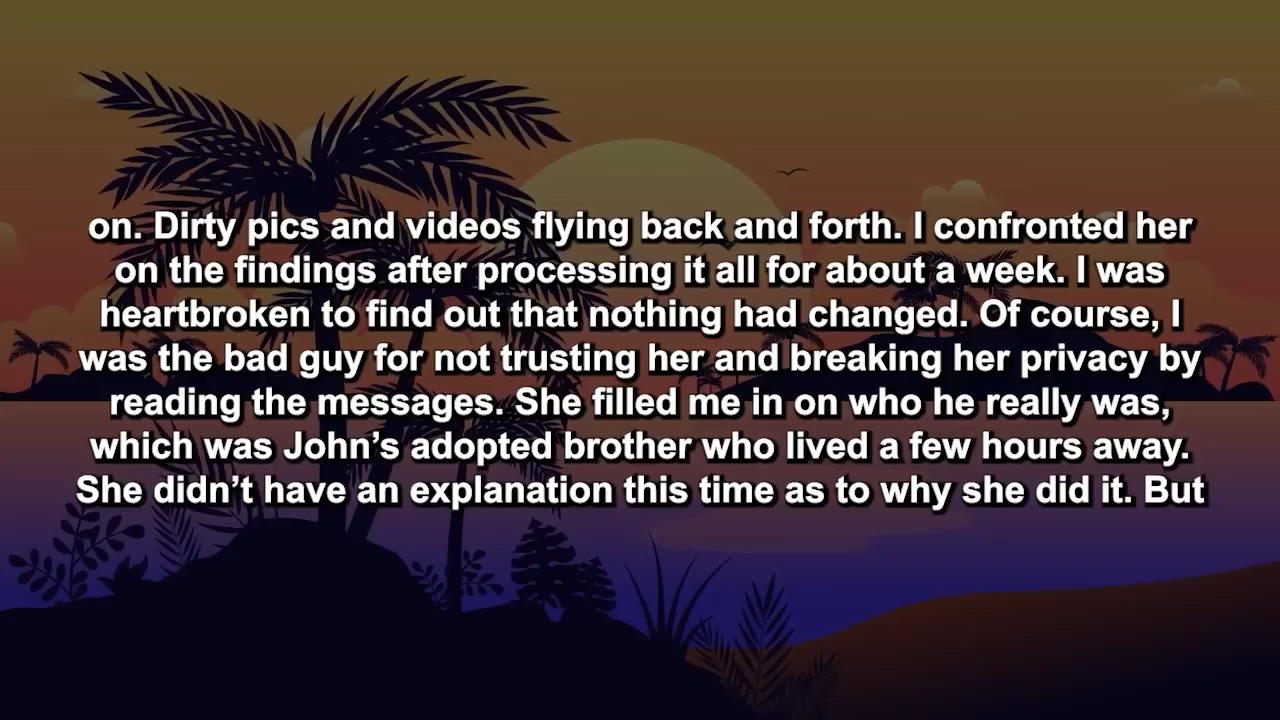 on. Dirty pics and videos flying back and forth. I confronted her
on the findings after processing it all for about a week. I was
heartbroken to find out that nothing had changed. Of course, I
was the bad guy for not trusting her and breaking her privacy by
reading the messages. She filled me in on who he really was,
which was John’s adopted brother who lived a few hours away.
She didn’t have an explanation this time as to why she did it. But